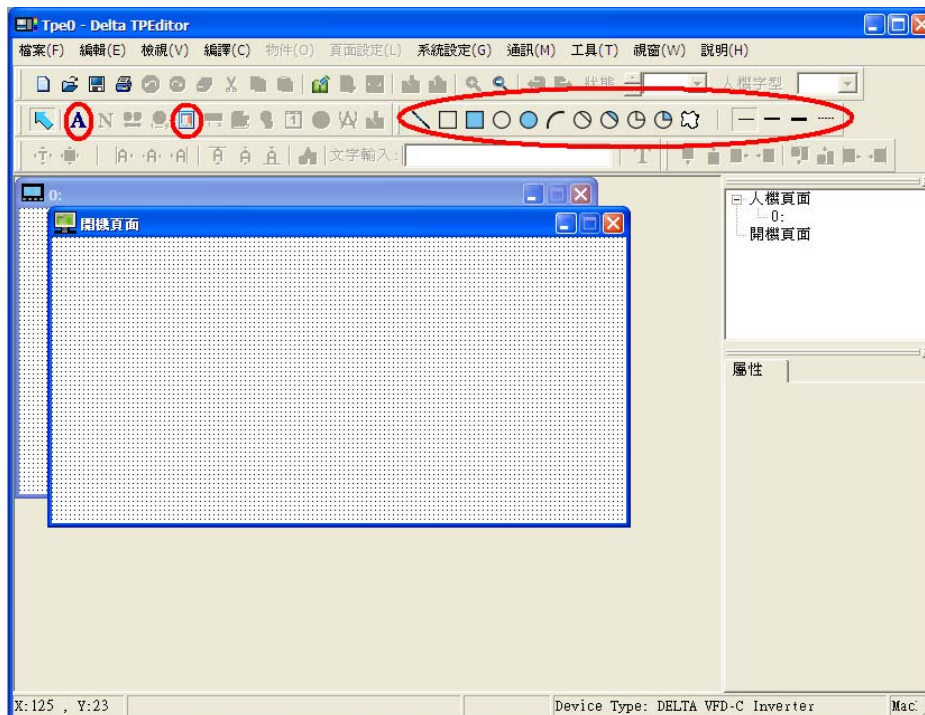 Tpe0 - Delta TPEditor
檔案(F) 編輯(E) 檢視(V) 編譯(C) 物件(O) 頁面設定(L) 系統設定(G) 通訊(M) 工具(T) 視窗(W) 說明(H)
狀態 人機字型
A N
文字輸入:
0:
開機頁面
人機頁面
0:
開機頁面
屬性
X:125 , Y:23 Device Type: DELTA VFD-C Inverter Mac: